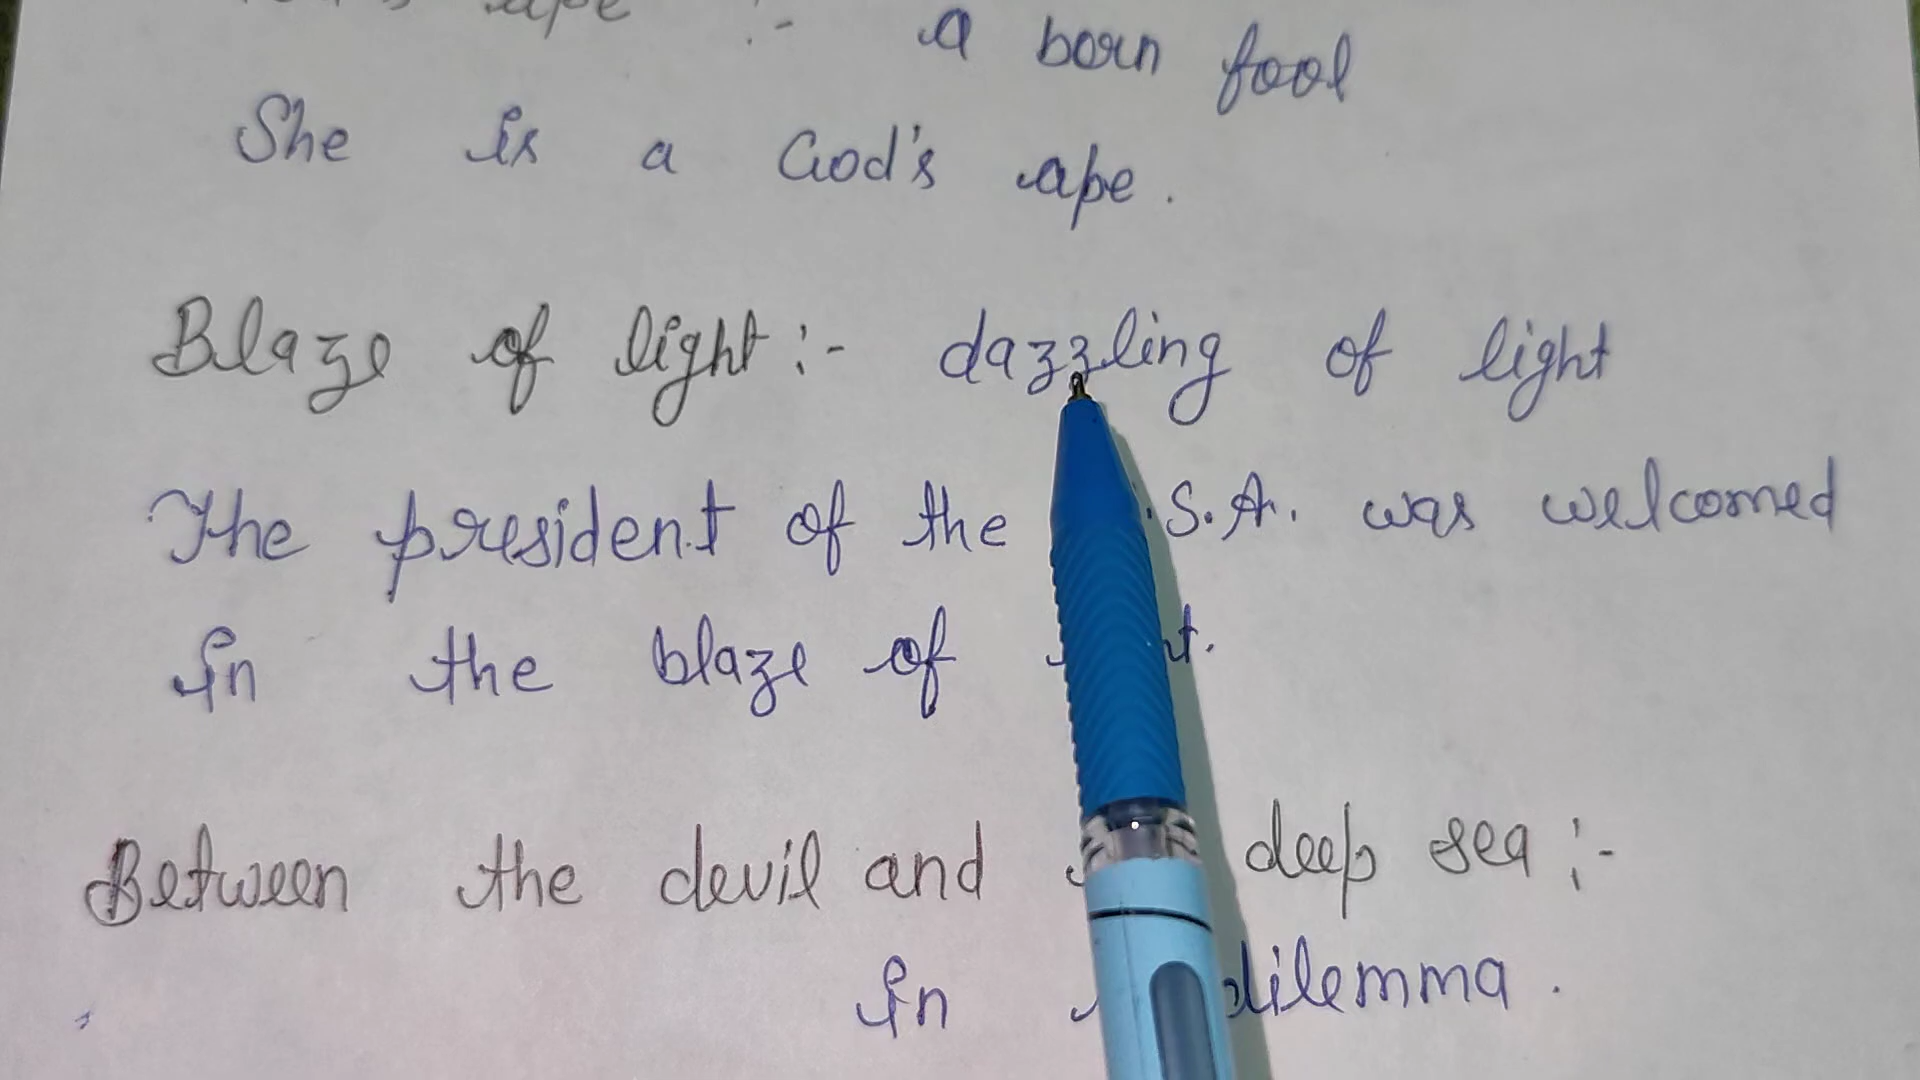 ape :- a born fool
She is a God's ape.
Blaze of light :- dazzling of light
The president of the .S.A. was welcomed
in the blaze of
Between the devil and deep sea :-
in dilemma.